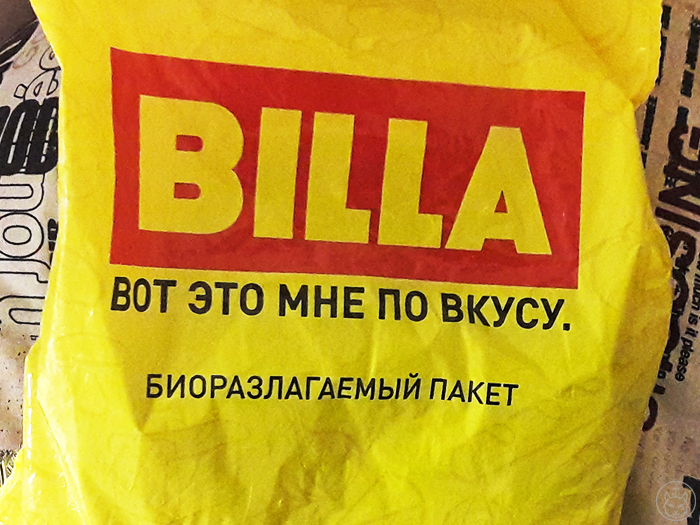 BILLA
ВОТ ЭТО МНЕ ПО ВКУСУ.
БИОРАЗЛАГАЕМЫЙ ПАКЕТ